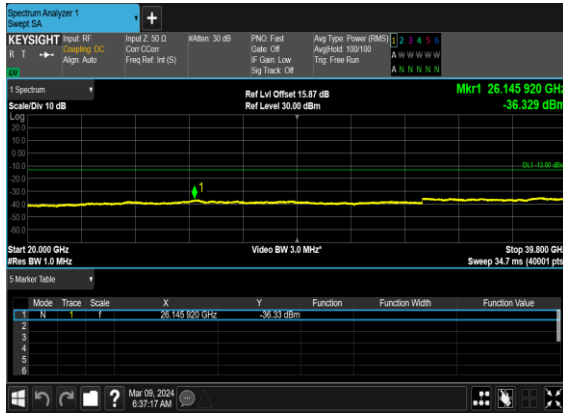 Spectrum Analyzer 1
Swept SA
+
KEYSIGHT
R T
Input: RF
Coupling: DC
Align: Auto
Input Z: 50 Ω
Corr CCorr
Freq Ref: Int (S)
#Atten: 30 dB
PNO: Fast
Gate: Off
IF Gain: Low
Sig Track: Off
Avg Type: Power (RMS)
Avg|Hold: 100/100
Trig: Free Run
1 2 3 4 5 6
A W W W W W
A N N N N N
1 Spectrum
Scale/Div 10 dB
Ref Lvl Offset 15.87 dB
Ref Level 30.00 dBm
Mkr1 26.145 920 GHz
-36.329 dBm
Log
20.0
10.0
0.00
-10.0
-20.0
-30.0
-40.0
-50.0
-60.0
DL1 -13.00 dBm
1
Start 20.000 GHz
#Res BW 1.0 MHz
Video BW 3.0 MHz*
Stop 39.800 GHz
Sweep 34.7 ms (40001 pts)
5 Marker Table
Mode Trace Scale X Y Function Function Width Function Value
1 N 1 f 26.145 920 GHz -36.33 dBm
2
3
4
5
6
?
Mar 09, 2024
6:37:17 AM